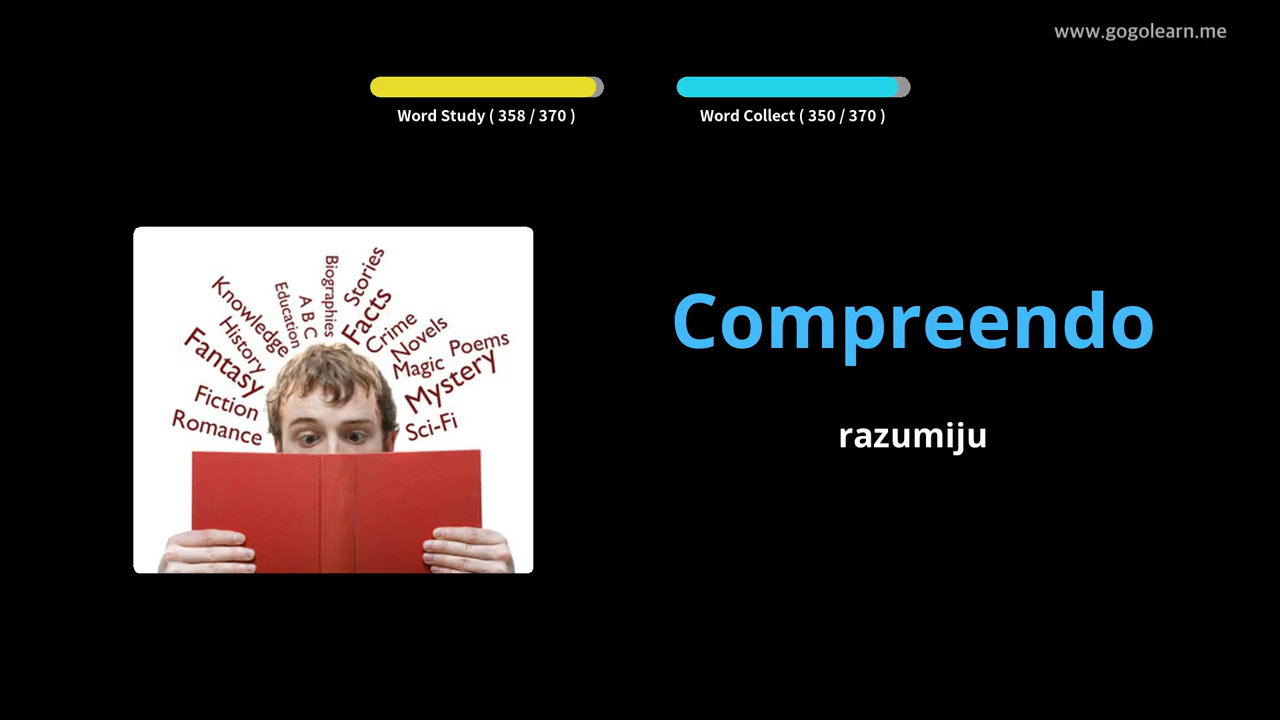 www.gogolearn.me
Word Study ( 358 / 370 )
Word Collect ( 350 / 370 )
Compreendo
razumiju
Biographies
Stories
Education
A B C
Facts
Knowledge
Crime
History
Novels
Fantasy
Magic
Poems
Mystery
Fiction
Sci-Fi
Romance